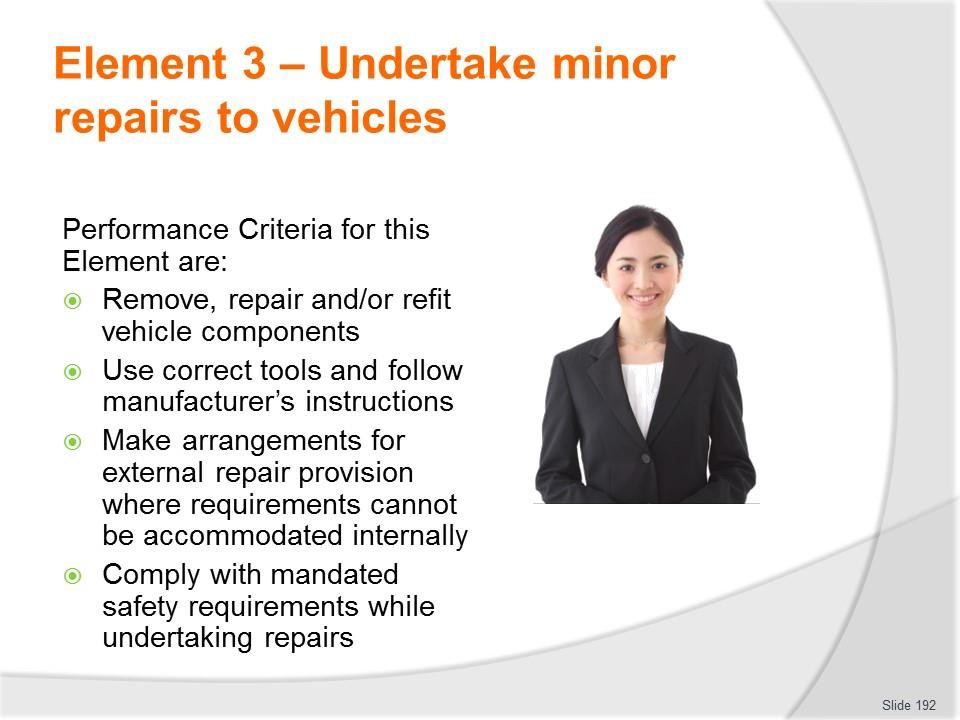 Element 3 – Undertake minor
repairs to vehicles
Performance Criteria for this
Element are:
Remove, repair and/or refit
vehicle components
Use correct tools and follow
manufacturer’s instructions
Make arrangements for
external repair provision
where requirements cannot
be accommodated internally
Comply with mandated
safety requirements while
undertaking repairs
Slide 192